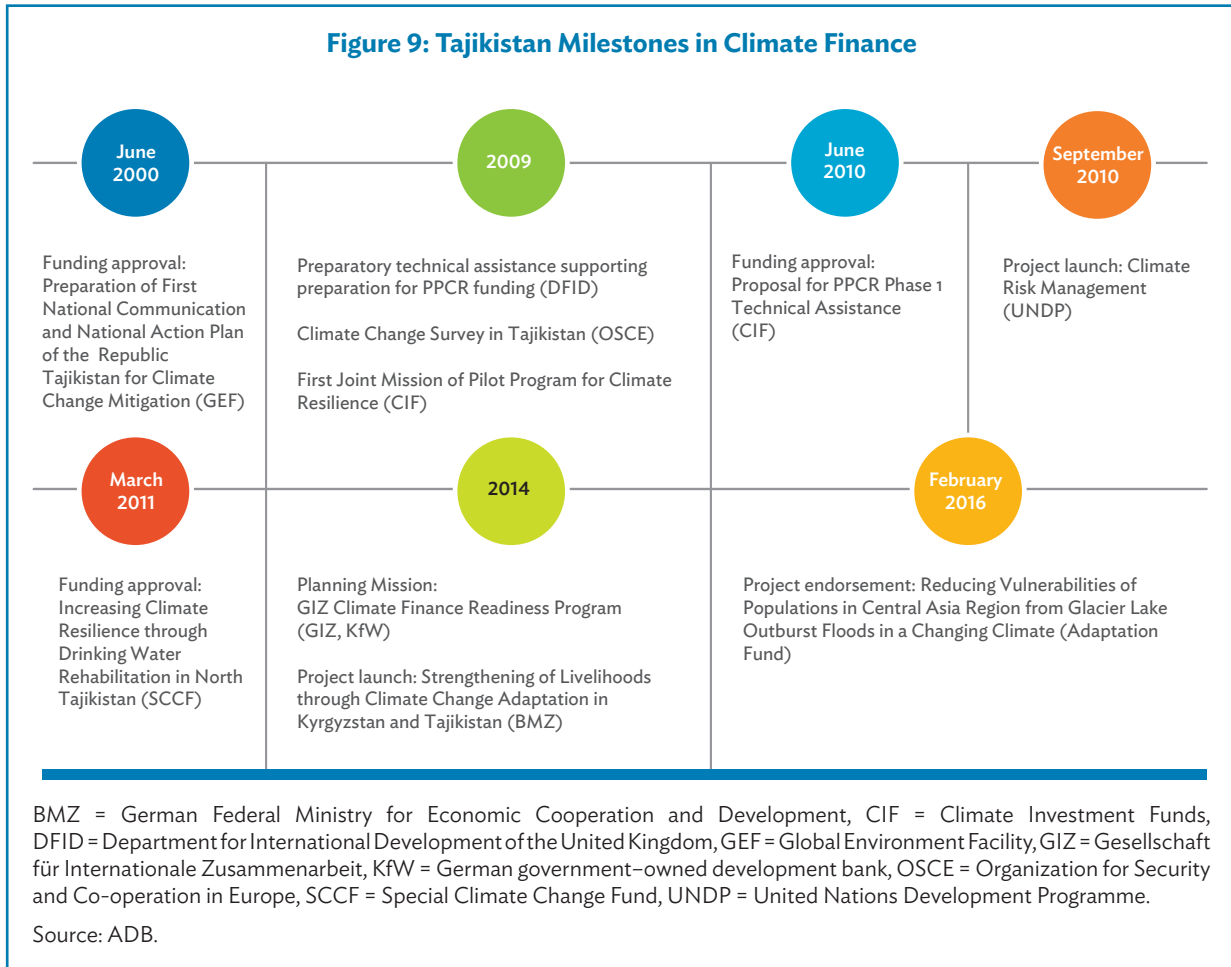 Figure 9: Tajikistan Milestones in Climate Finance
June
2000
Funding approval:
Preparation of First
National Communication
and National Action Plan
of the Republic
Tajikistan for Climate
Change Mitigation (GEF)
2009
Preparatory technical assistance supporting
preparation for PPCR funding (DFID)
Climate Change Survey in Tajikistan (OSCE)
First Joint Mission of Pilot Program for Climate
Resilience (CIF)
June
2010
Funding approval:
Proposal for PPCR Phase 1
Technical Assistance
(CIF)
September
2010
Project launch: Climate
Risk Management
(UNDP)
March
2011
Funding approval:
Increasing Climate
Resilience through
Drinking Water
Rehabilitation in North
Tajikistan (SCCF)
2014
Planning Mission:
GIZ Climate Finance Readiness Program
(GIZ, KfW)
Project launch: Strengthening of Livelihoods
through Climate Change Adaptation in
Kyrgyzstan and Tajikistan (BMZ)
February
2016
Project endorsement: Reducing Vulnerabilities of
Populations in Central Asia Region from Glacier Lake
Outburst Floods in a Changing Climate (Adaptation
Fund)
BMZ = German Federal Ministry for Economic Cooperation and Development, CIF = Climate Investment Funds,
DFID = Department for International Development of the United Kingdom, GEF = Global Environment Facility, GIZ = Gesellschaft
für Internationale Zusammenarbeit, KfW = German government–owned development bank, OSCE = Organization for Security
and Co-operation in Europe, SCCF = Special Climate Change Fund, UNDP = United Nations Development Programme.
Source: ADB.